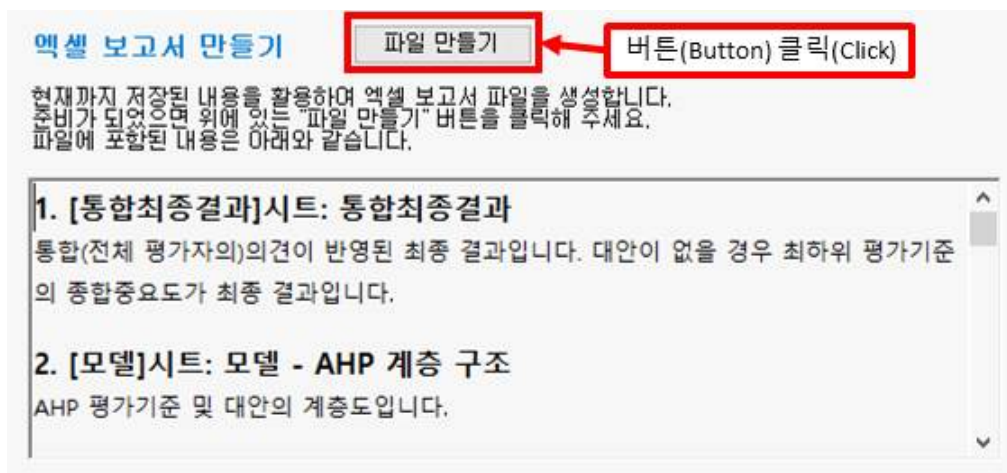 엑셀 보고서 만들기
파일 만들기
버튼(Button) 클릭(Click)
현재까지 저장된 내용을 활용하여 엑셀 보고서 파일을 생성합니다.
준비가 되었으면 위에 있는 "파일 만들기" 버튼을 클릭해 주세요.
파일에 포함된 내용은 아래와 같습니다.
1. [통합최종결과]시트: 통합최종결과
통합(전체 평가자의)의견이 반영된 최종 결과입니다. 대안이 없을 경우 최하위 평가기준
의 종합중요도가 최종 결과입니다.
2. [모델]시트: 모델 - AHP 계층 구조
AHP 평가기준 및 대안의 계층도입니다.